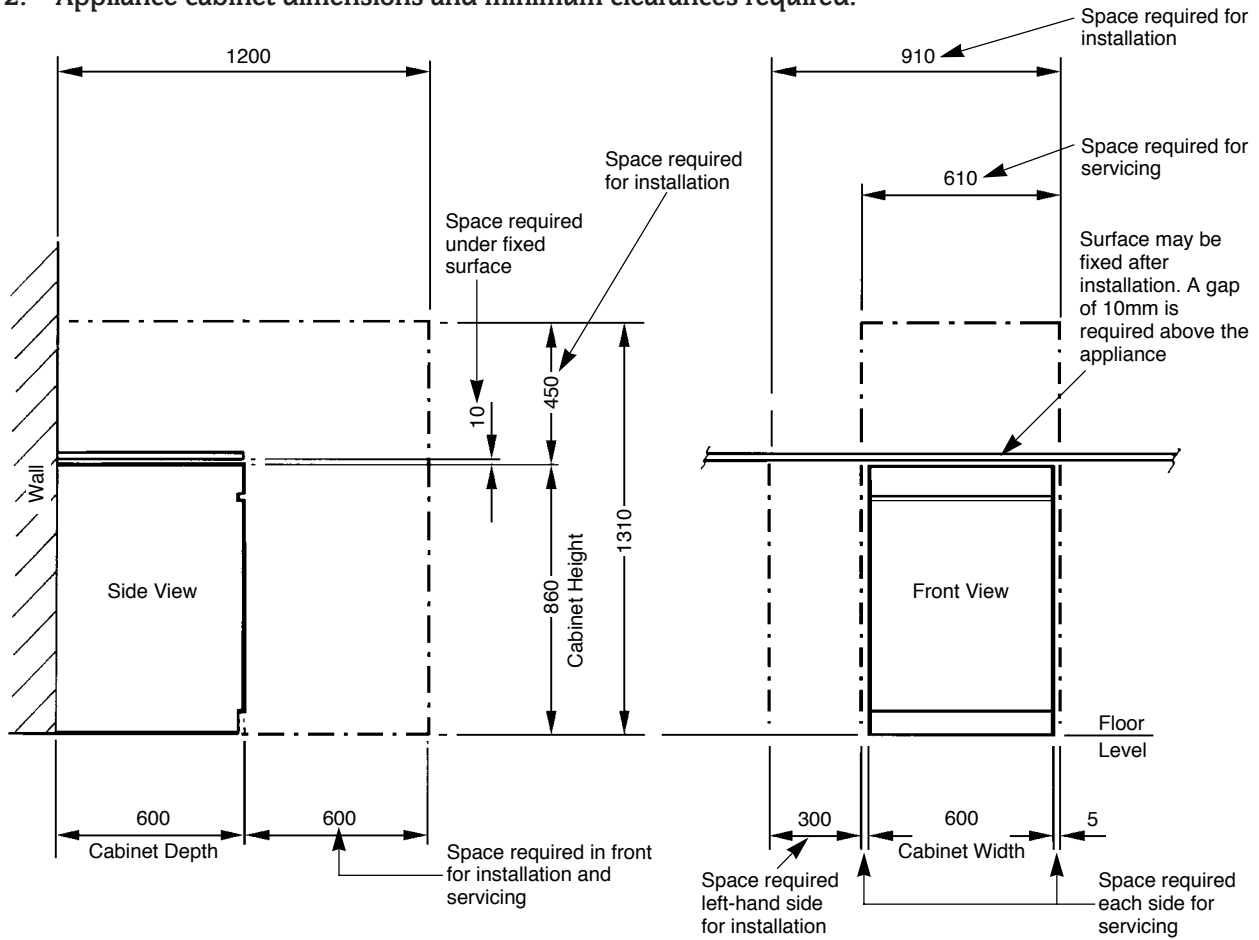 2. Appliance cabinet dimensions and minimum clearances required.
Space required for
installation
1200
910
Space required
for installation
Space required for
servicing
610
Space required
under fixed
surface
Surface may be
fixed after
installation. A gap
of 10mm is
required above the
appliance
450
10
Wall
1310
Side View
860
Cabinet Height
Front View
Floor
Level
600
Cabinet Depth
600
300
600
Cabinet Width
5
Space required in front
for installation and
servicing
Space required
left-hand side
for installation
Space required
each side for
servicing